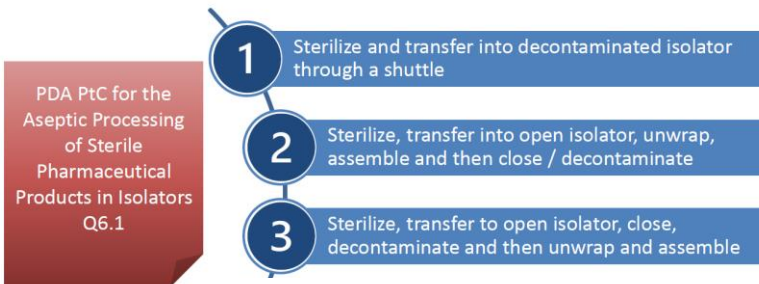 PDA PtC for the
Aseptic Processing
of Sterile
Pharmaceutical
Products in Isolators
Q6.1
1
Sterilize and transfer into decontaminated isolator
through a shuttle
2
Sterilize, transfer into open isolator, unwrap,
assemble and then close / decontaminate
3
Sterilize, transfer to open isolator, close,
decontaminate and then unwrap and assemble